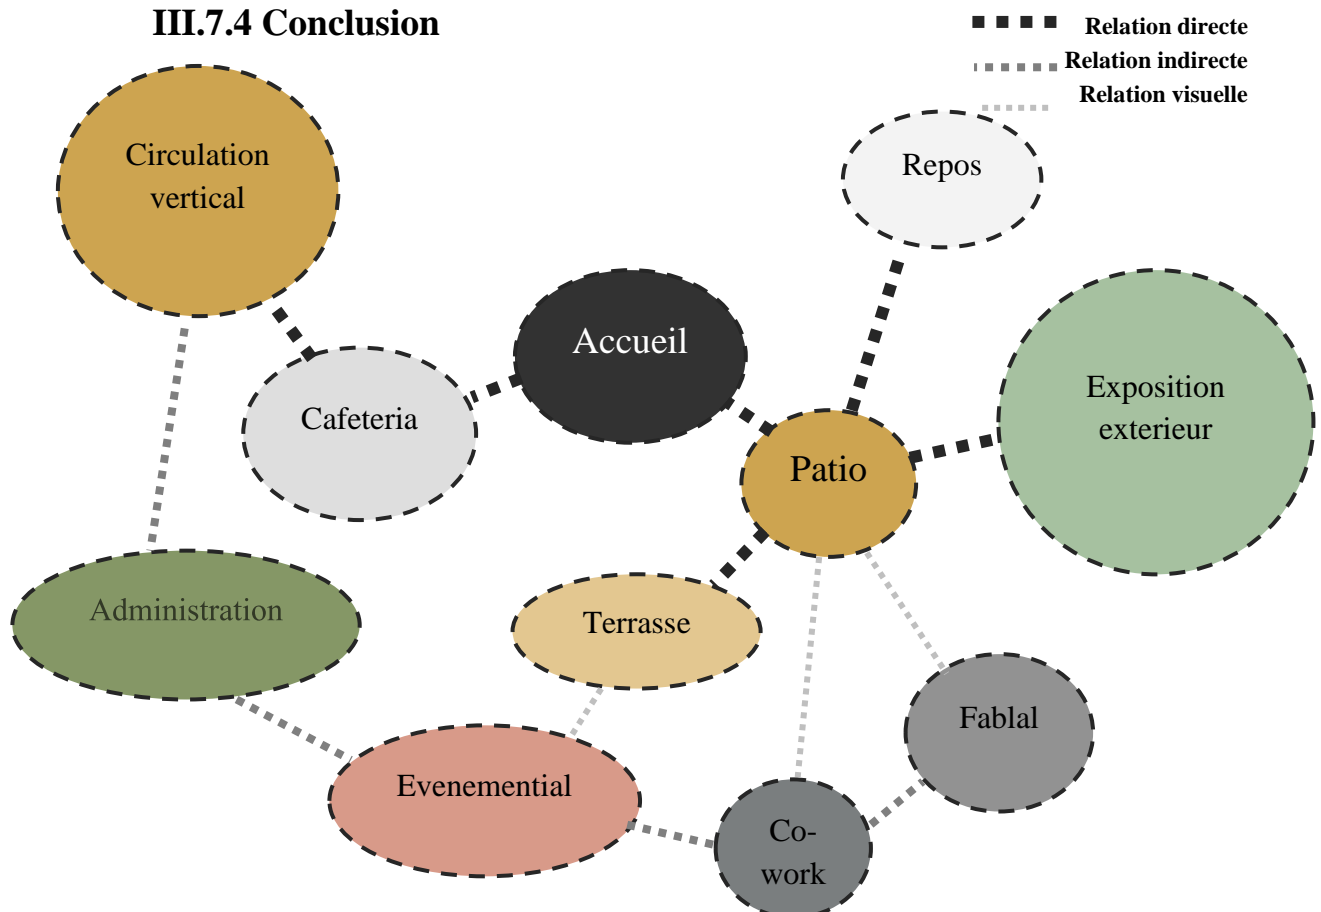 III.7.4 Conclusion
Relation directe
Relation indirecte
Relation visuelle
Circulation
vertical
Repos
Accueil
Exposition
exterieur
Cafeteria
Patio
Administration
Terrasse
Fablal
Evenemential
Co-
work